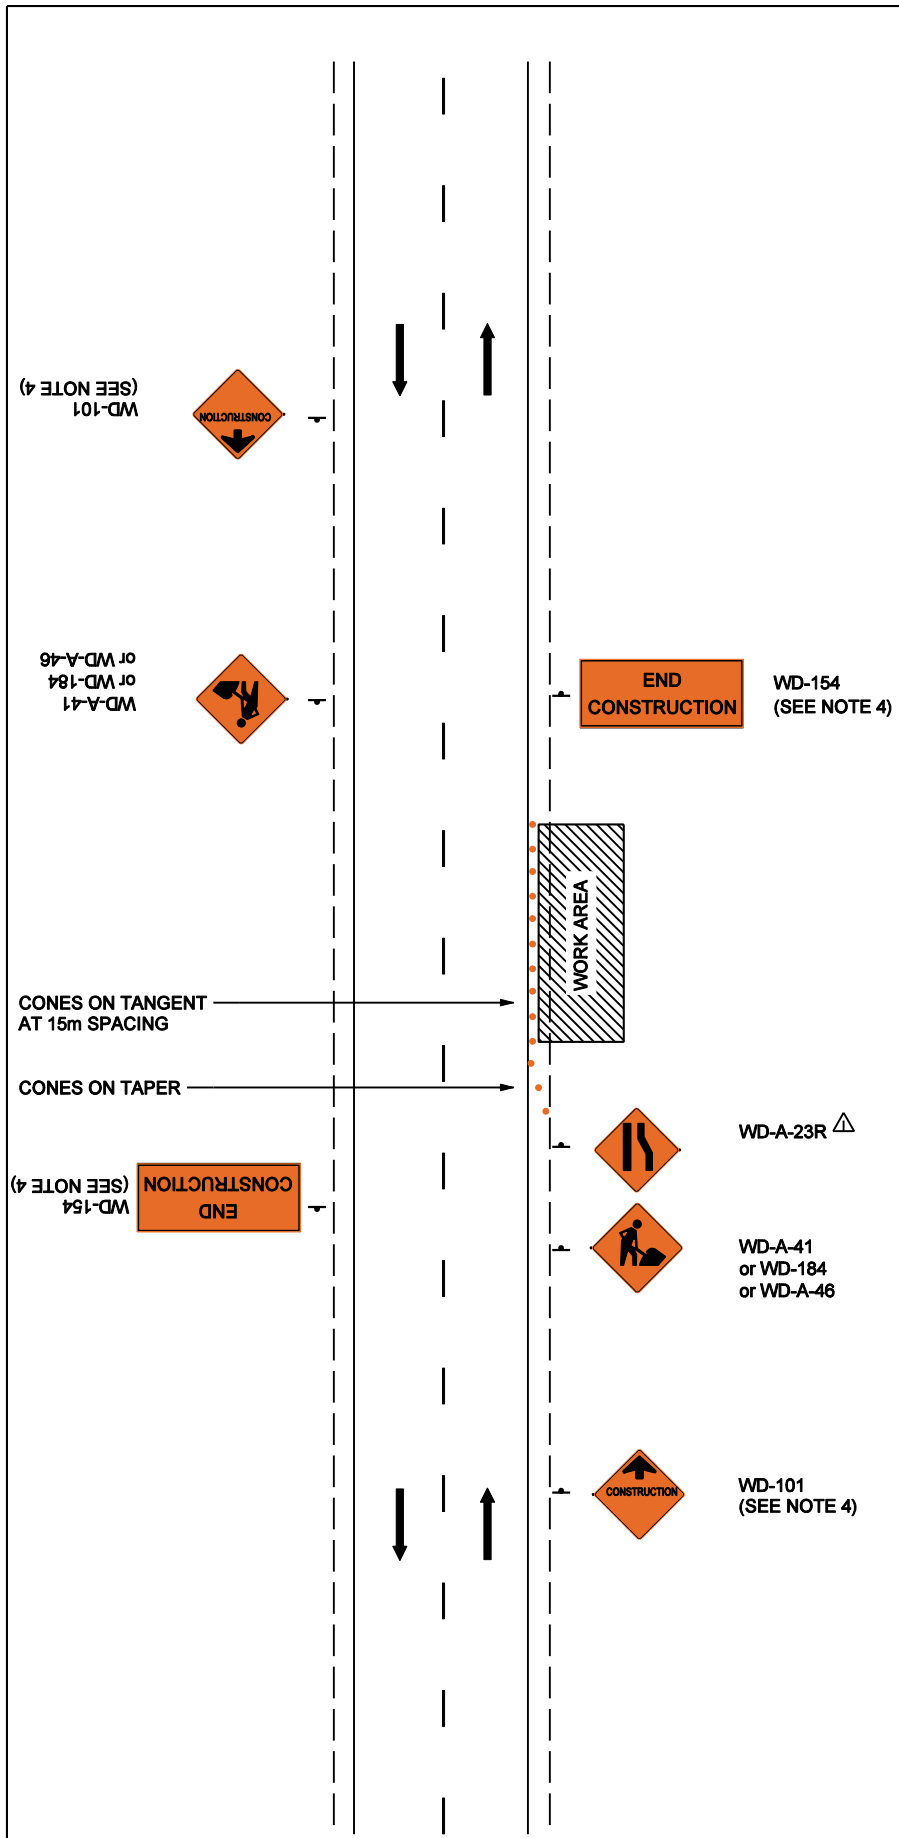 WD-101
(SEE NOTE 4)
CONSTRUCTION
WD-A-41
or WD-184
or WD-A-46
END
CONSTRUCTION
WD-154
(SEE NOTE 4)
WORK AREA
CONES ON TANGENT
AT 15m SPACING
CONES ON TAPER
WD-A-23R 1
WD-154
(SEE NOTE 4)
END
CONSTRUCTION
WD-A-41
or WD-184
or WD-A-46
CONSTRUCTION
WD-101
(SEE NOTE 4)